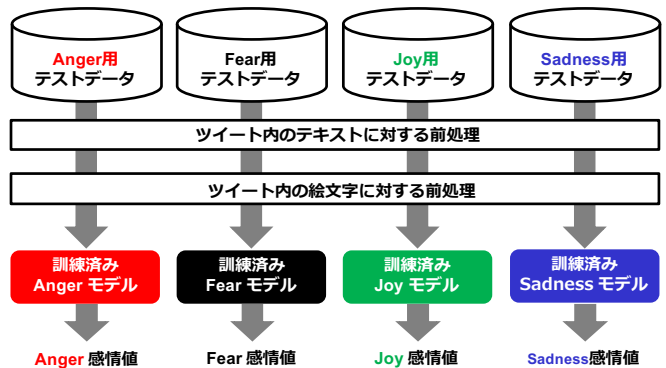 Anger用
テストデータ
Fear用
テストデータ
Joy用
テストデータ
Sadness用
テストデータ
ツイート内のテキストに対する前処理
ツイート内の絵文字に対する前処理
訓練済み
Anger モデル
訓練済み
Fear モデル
訓練済み
Joy モデル
訓練済み
Sadness モデル
Anger 感情値
Fear 感情値
Joy 感情値
Sadness感情値